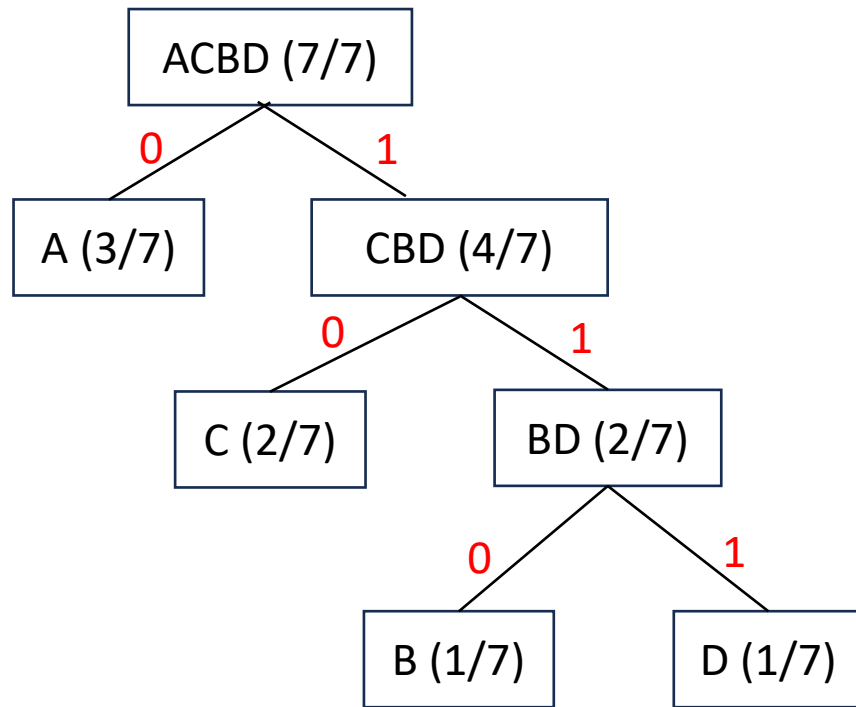 ACBD (7/7)
0
1
A (3/7)
CBD (4/7)
0
1
C (2/7)
BD (2/7)
0
1
B (1/7)
D (1/7)